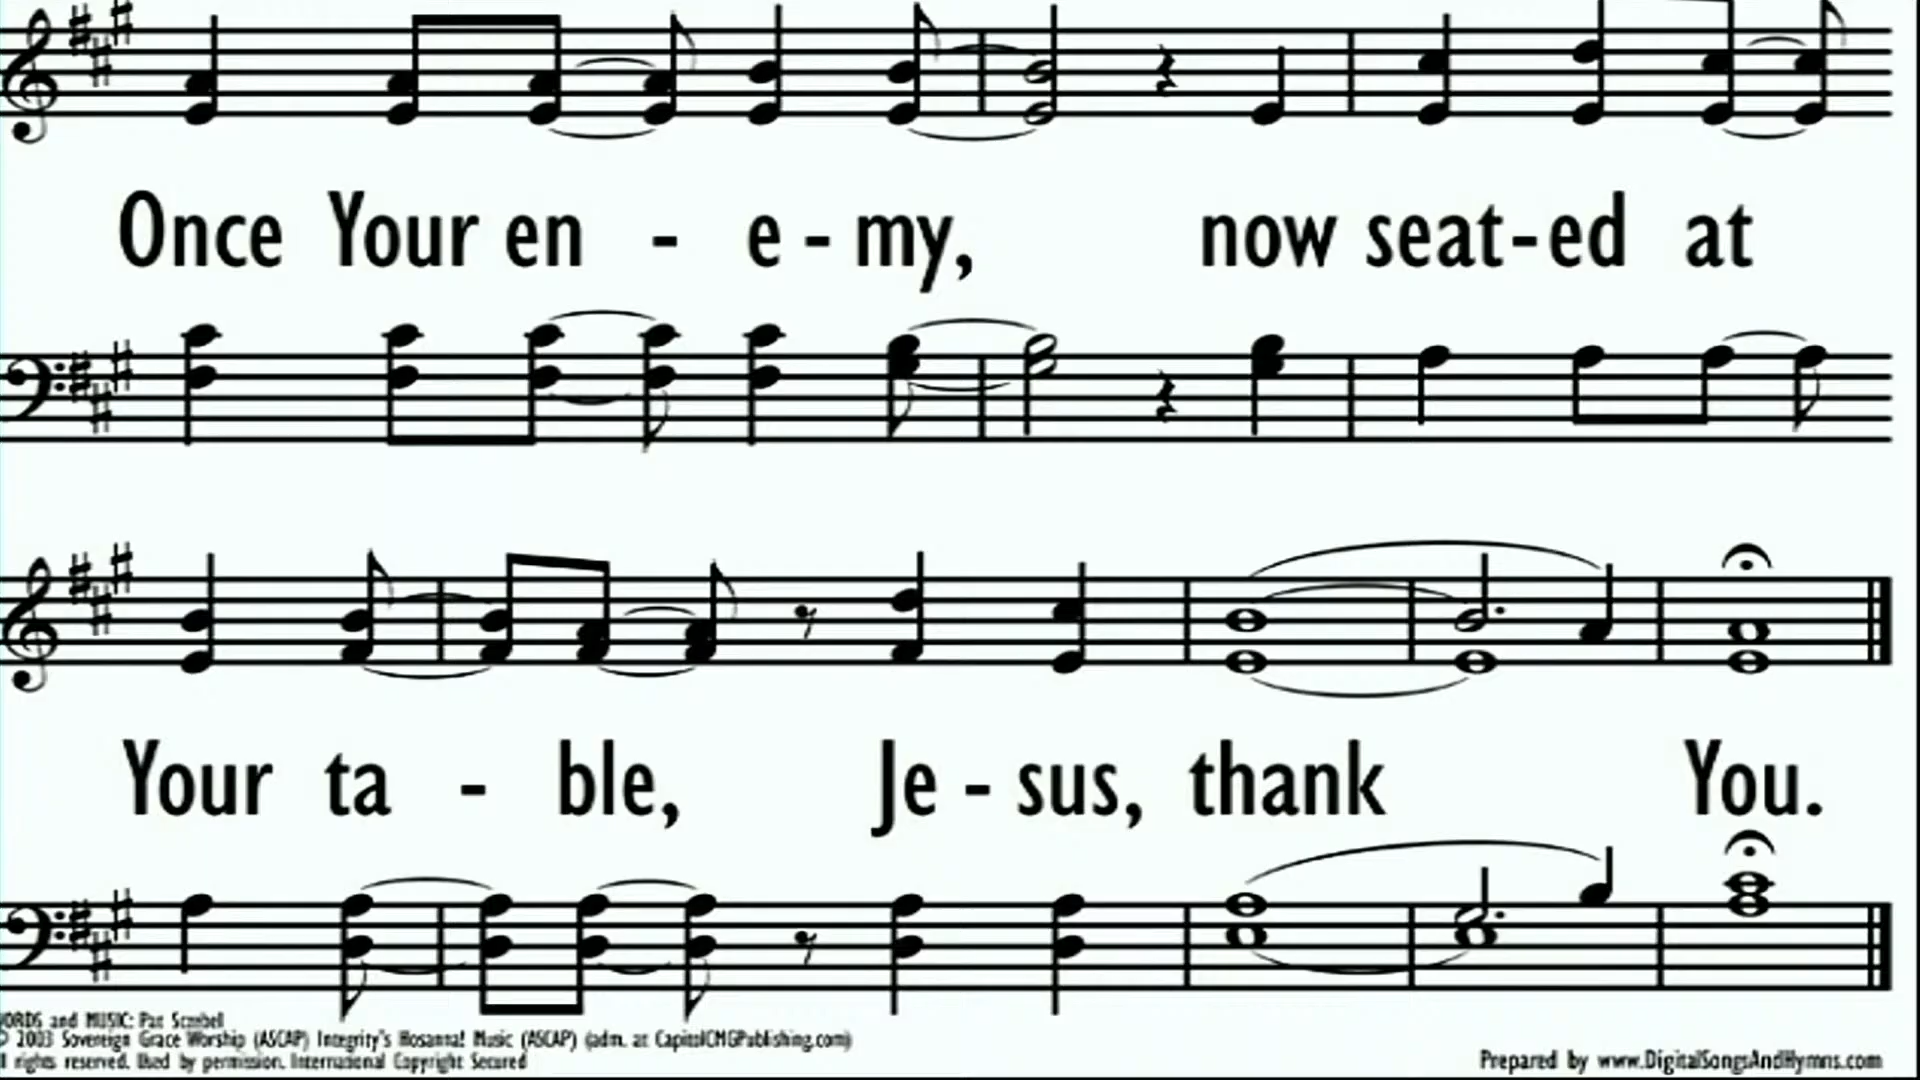 Once Your en - e - my, now seat-ed at
Your ta - ble, Je - sus, thank You.
ORDS and MUSIC: Pat Sczebel
© 2003 Sovereign Grace Worship (ASCAP) Integrity's Hosanna! Music (ASCAP) (adm. at CapitolCMGPublishing.com)
ll rights reserved. Used by permission. International Copyright Secured
Prepared by www.DigitalSongsAndHymns.com